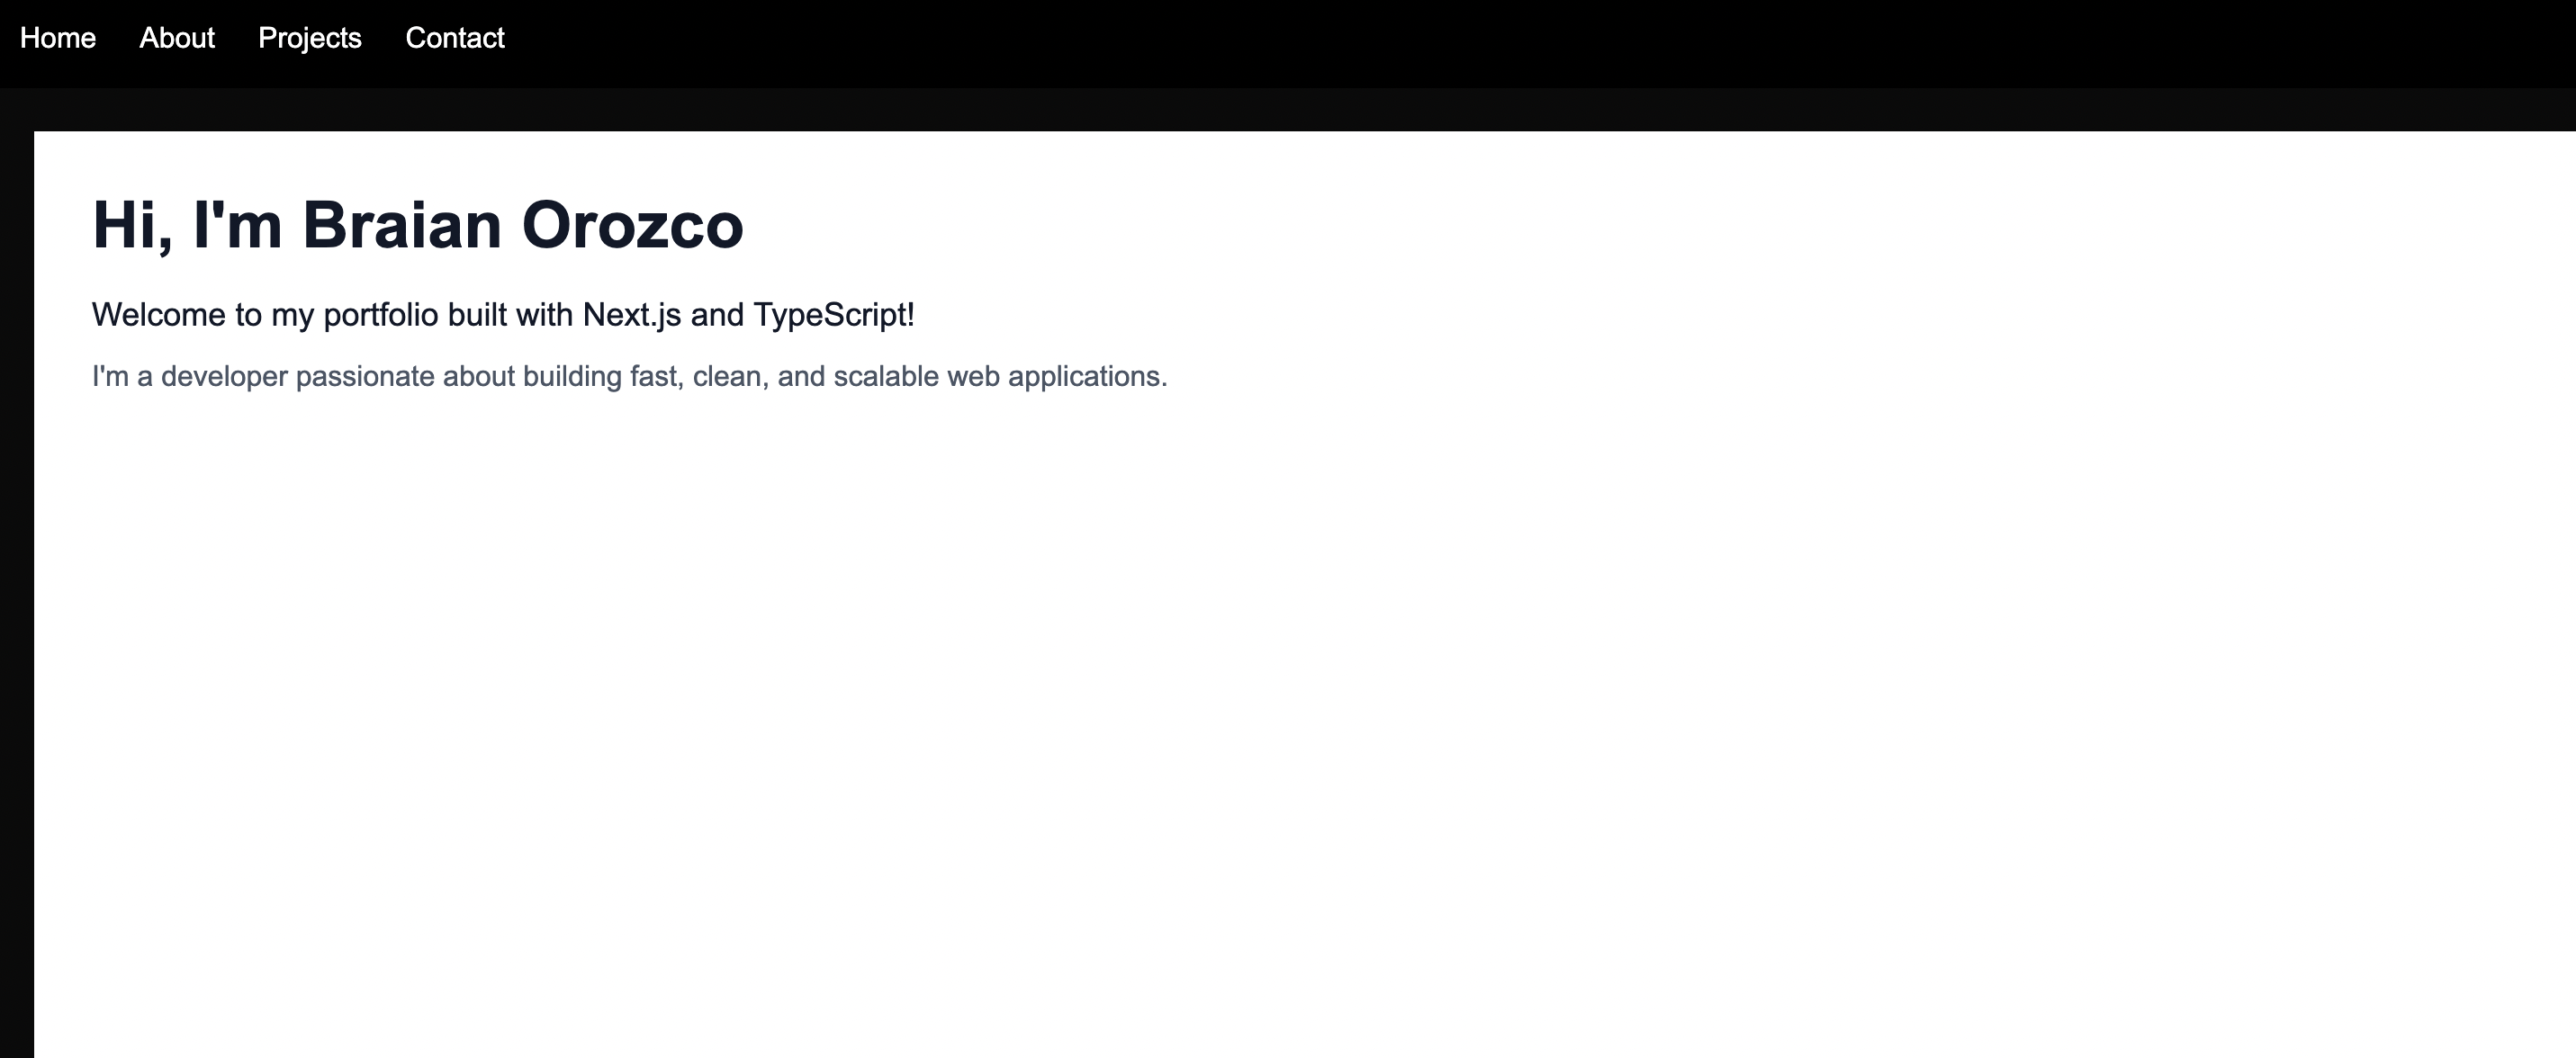 Home About Projects Contact
Hi, I'm Braian Orozco
Welcome to my portfolio built with Next.js and TypeScript!
I'm a developer passionate about building fast, clean, and scalable web applications.